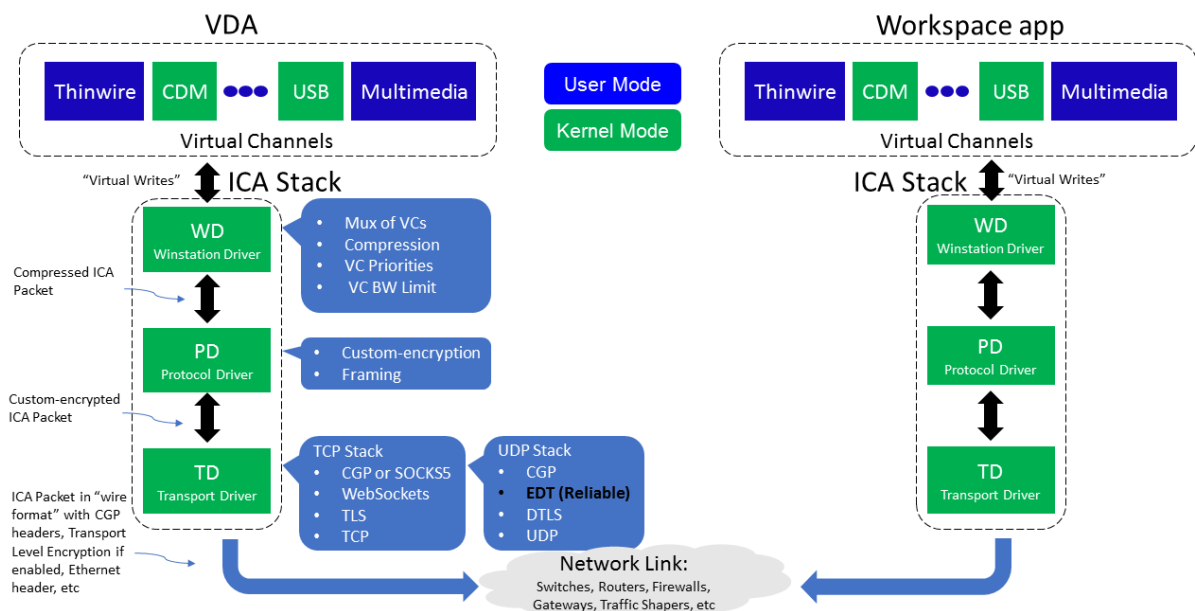 VDA
Thinwire
CDM
USB
Multimedia
Virtual Channels
User Mode
Kernel Mode
Workspace app
Thinwire
CDM
USB
Multimedia
Virtual Channels
“Virtual Writes”
ICA Stack
WD
Winstation Driver
• Mux of VCs
• Compression
• VC Priorities
• VC BW Limit
Compressed ICA
Packet
PD
Protocol Driver
• Custom-encryption
• Framing
Custom-encrypted
ICA Packet
TD
Transport Driver
TCP Stack
• CGP or SOCKS5
• WebSockets
• TLS
• TCP
UDP Stack
• CGP
• EDT (Reliable)
• DTLS
• UDP
ICA Packet in “wire
format” with CGP
headers, Transport
Level Encryption if
enabled, Ethernet
header, etc
Network Link:
Switches, Routers, Firewalls,
Gateways, Traffic Shapers, etc
ICA Stack
“Virtual Writes”
WD
Winstation Driver
PD
Protocol Driver
TD
Transport Driver